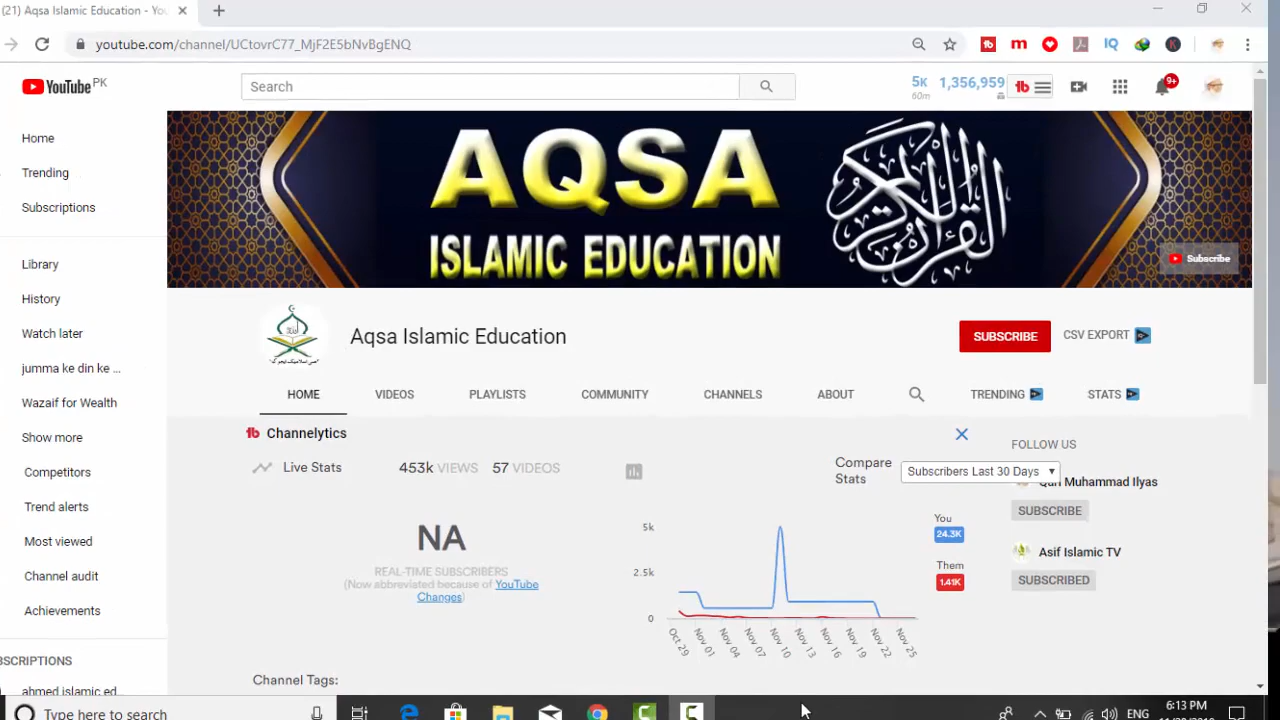 (21) Aqsa Islamic Education - You
youtube.com/channel/UCtovrC77_MjF2E5bNvBgENQ
YouTube PK
Search
5K 60m 1,356,959
9+
Home
Trending
Subscriptions
Library
History
Watch later
jumma ke din ke ...
Wazaif for Wealth
Show more
Competitors
Trend alerts
Most viewed
Channel audit
Achievements
BSCRIPTIONS
ahmed islamic ed
AQSA
ISLAMIC EDUCATION
القرآن الكريم
Subscribe
Aqsa Islamic Education
SUBSCRIBE
CSV EXPORT
HOME VIDEOS PLAYLISTS COMMUNITY CHANNELS ABOUT TRENDING STATS
Channelytics
Live Stats 453k VIEWS 57 VIDEOS
Compare Stats
Subscribers Last 30 Days
NA
REAL-TIME SUBSCRIBERS
(Now abbreviated because of YouTube
Changes)
5k
2.5k
0
Oct 29 Nov 01 Nov 04 Nov 07 Nov 10 Nov 13 Nov 16 Nov 19 Nov 22 Nov 25
You
24.3K
Them
1.41K
FOLLOW US
Qari Muhammad Ilyas
SUBSCRIBE
Asif Islamic TV
SUBSCRIBED
Channel Tags:
Type here to search
ENG
6:13 PM